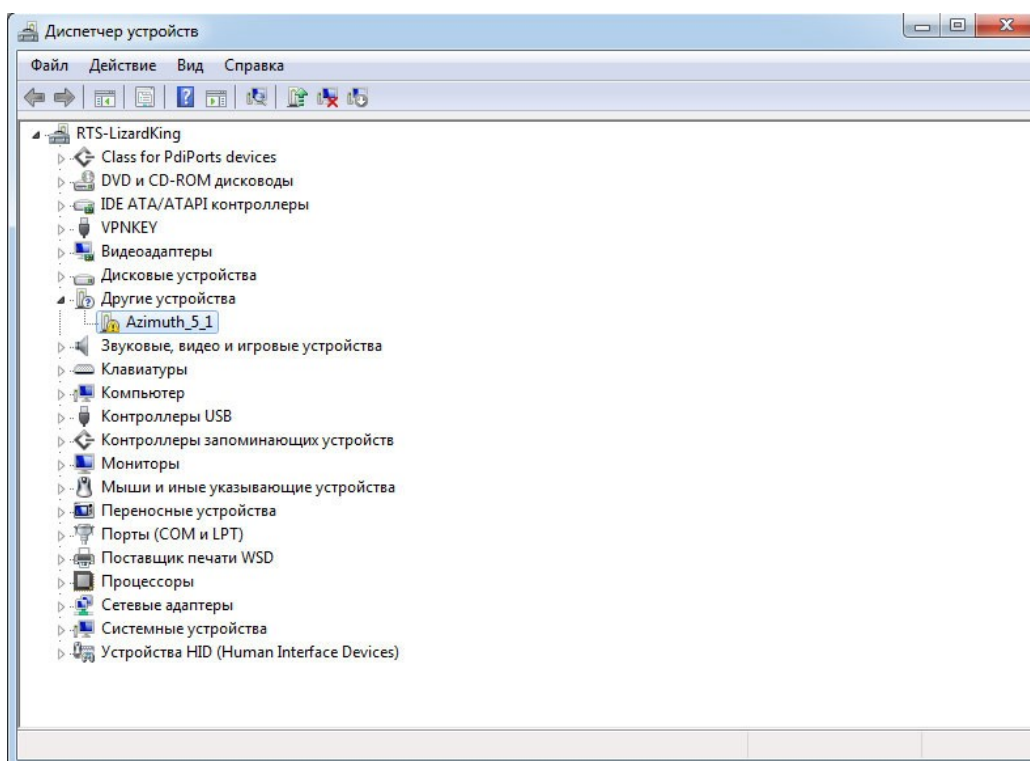 Диспетчер устройств
Файл Действие Вид Справка
RTS-LizardKing
Class for PdiPorts devices
DVD и CD-ROM дисководы
IDE ATA/ATAPI контроллеры
VPNKEY
Видеоадаптеры
Дисковые устройства
Другие устройства
Azimuth_5_1
Звуковые, видео и игровые устройства
Клавиатуры
Компьютер
Контроллеры USB
Контроллеры запоминающих устройств
Мониторы
Мыши и иные указывающие устройства
Переносные устройства
Порты (COM и LPT)
Поставщик печати WSD
Процессоры
Сетевые адаптеры
Системные устройства
Устройства HID (Human Interface Devices)